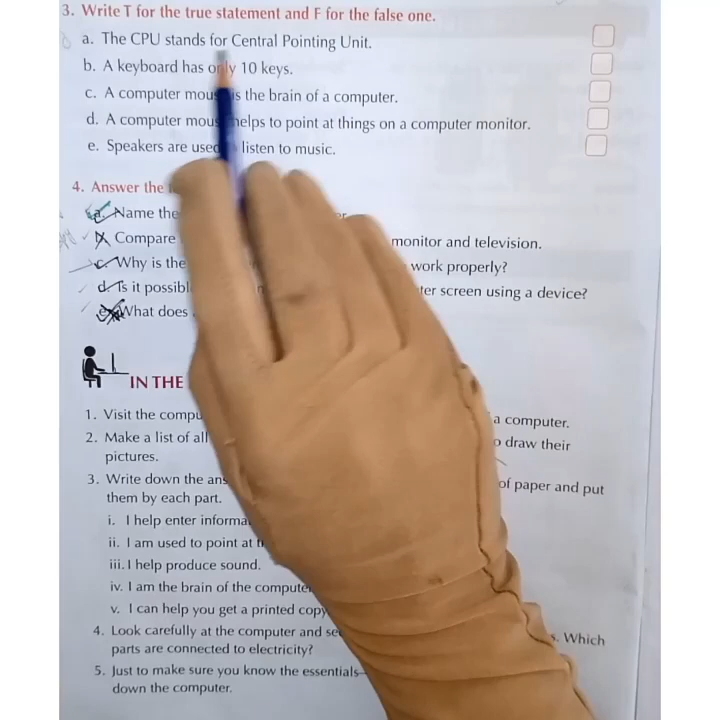 3. Write T for the true statement and F for the false one.
a. The CPU stands for Central Pointing Unit.
b. A keyboard has only 10 keys.
c. A computer mouse is the brain of a computer.
d. A computer mouse helps to point at things on a computer monitor.
e. Speakers are used listen to music.
4. Answer the
a. Name the
b. Compare monitor and television.
c. Why is the work properly?
d. Is it possible screen using a device?
e. What does
IN THE
1. Visit the a computer.
2. Make a list of all draw their
pictures.
3. Write down the of paper and put
them by each part.
i. I help enter
ii. I am used to point at
iii. I help produce sound.
iv. I am the brain of the computer
v. I can help you get a printed copy
4. Look carefully at the computer and Which
parts are connected to electricity?
5. Just to make sure you know the essentials—
down the computer.